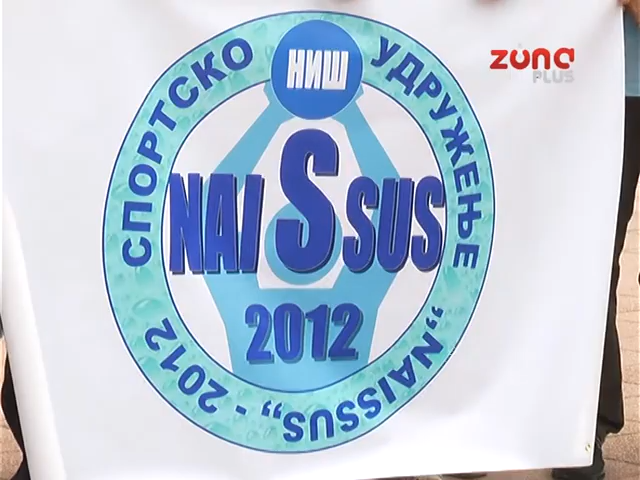 СПОРТСКО УДРУЖЕЊЕ „NAISSUS„ - 2012
НИШ
NAISSUS
2012
ZONA
PLUS